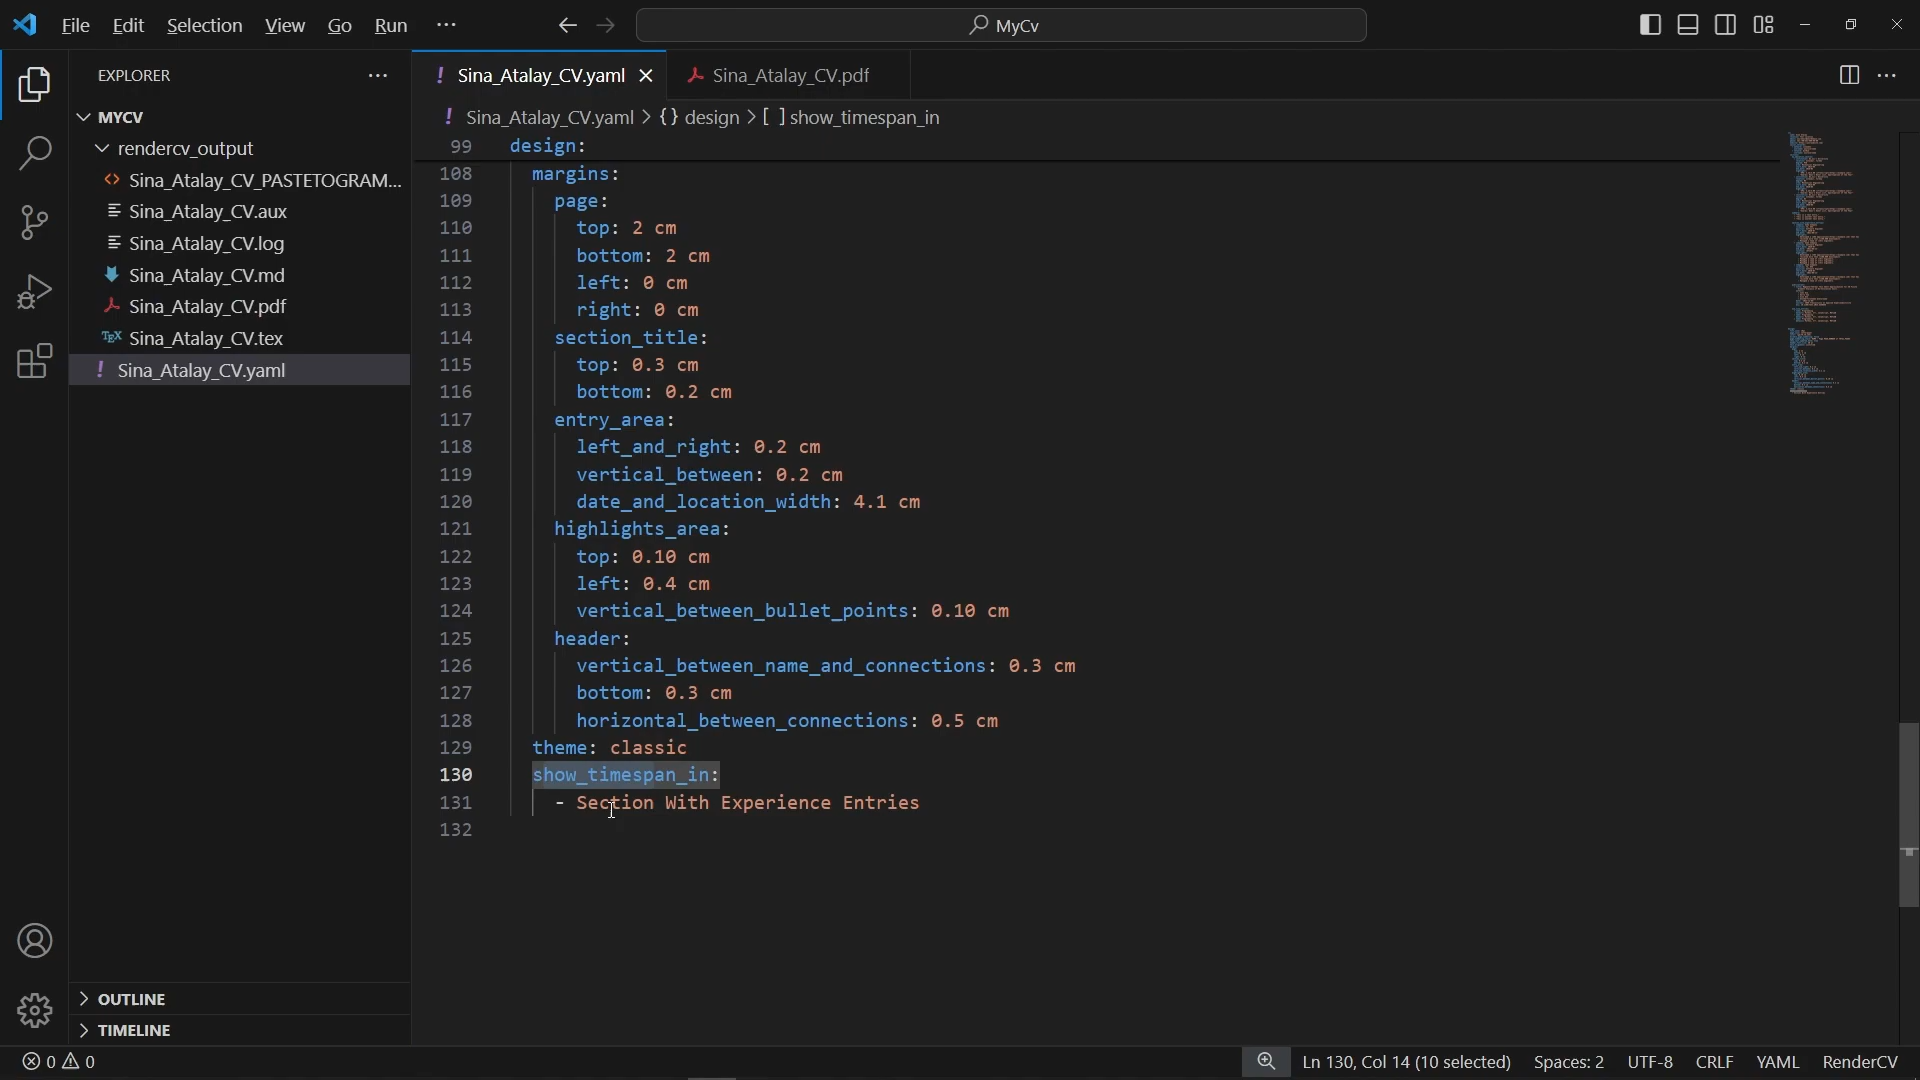 File Edit Selection View Go Run ··· MyCv
EXPLORER ···
MYCV
rendercv_output
Sina_Atalay_CV_PASTETOGRAM...
Sina_Atalay_CV.aux
Sina_Atalay_CV.log
Sina_Atalay_CV.md
Sina_Atalay_CV.pdf
TEX Sina_Atalay_CV.tex
! Sina_Atalay_CV.yaml
OUTLINE
TIMELINE
! Sina_Atalay_CV.yaml Sina_Atalay_CV.pdf ···
! Sina_Atalay_CV.yaml > {} design > [ ] show_timespan_in
99 design:
108 margins:
109 page:
110 top: 2 cm
111 bottom: 2 cm
112 left: 0 cm
113 right: 0 cm
114 section_title:
115 top: 0.3 cm
116 bottom: 0.2 cm
117 entry_area:
118 left_and_right: 0.2 cm
119 vertical_between: 0.2 cm
120 date_and_location_width: 4.1 cm
121 highlights_area:
122 top: 0.10 cm
123 left: 0.4 cm
124 vertical_between_bullet_points: 0.10 cm
125 header:
126 vertical_between_name_and_connections: 0.3 cm
127 bottom: 0.3 cm
128 horizontal_between_connections: 0.5 cm
129 theme: classic
130 show_timespan_in:
131 - Section With Experience Entries
132
0 0 Ln 130, Col 14 (10 selected) Spaces: 2 UTF-8 CRLF YAML RenderCV